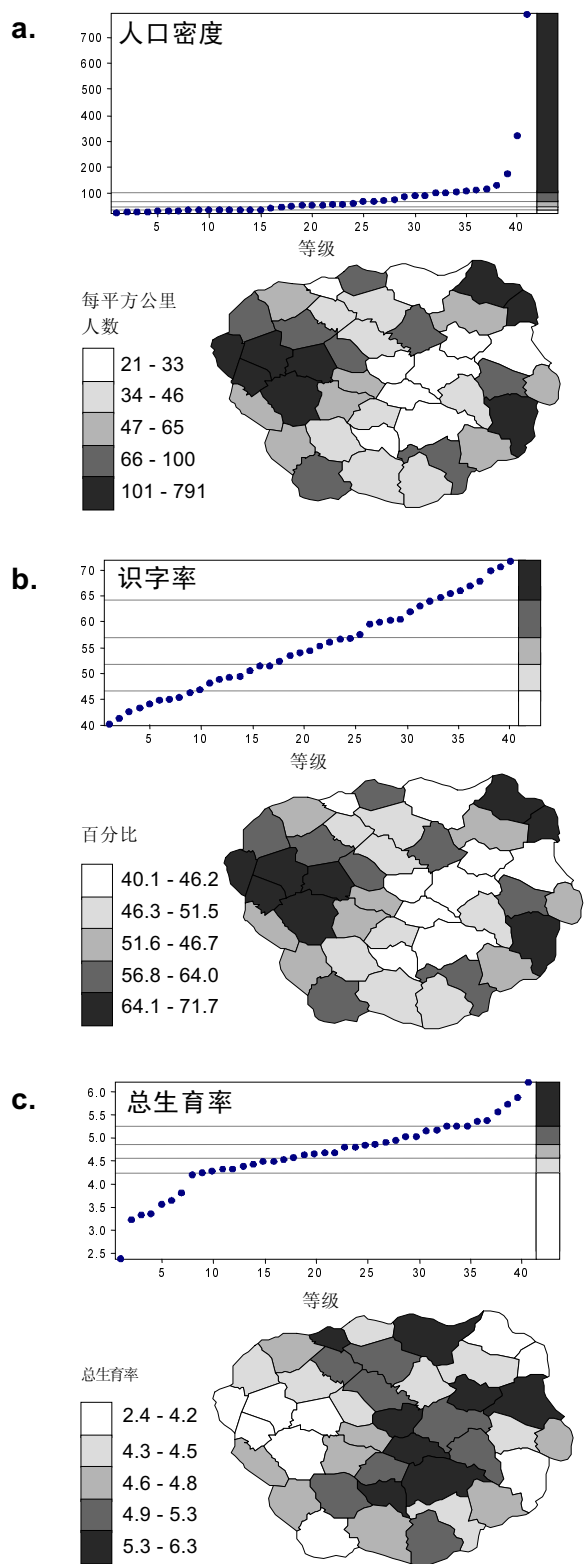 a.
人口密度
700
600
500
400
300
200
100
5 10 15 20 25 30 35 40
等级
每平方公里
人数
21 - 33
34 - 46
47 - 65
66 - 100
101 - 791
b.
识字率
70
65
60
55
50
45
40
5 10 15 20 25 30 35 40
等级
百分比
40.1 - 46.2
46.3 - 51.5
51.6 - 46.7
56.8 - 64.0
64.1 - 71.7
c.
总生育率
6.0
5.5
5.0
4.5
4.0
3.5
3.0
2.5
5 10 15 20 25 30 35 40
等级
总生育率
2.4 - 4.2
4.3 - 4.5
4.6 - 4.8
4.9 - 5.3
5.3 - 6.3